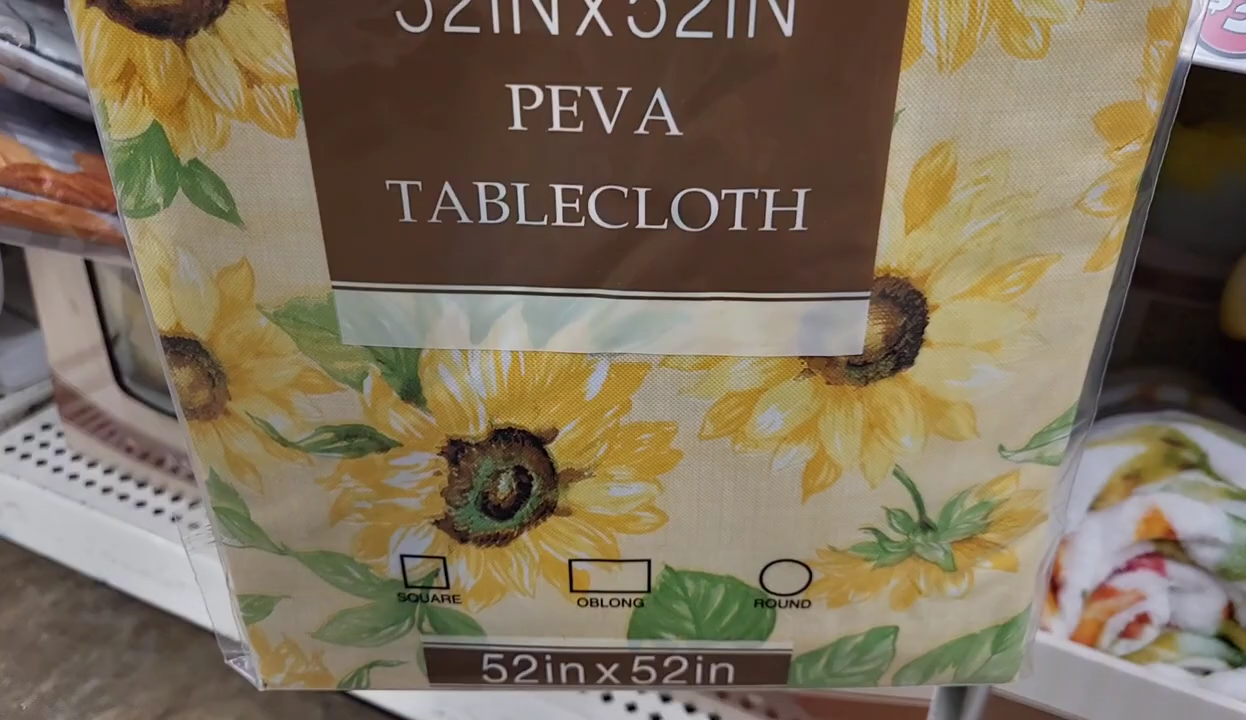 52IN X 52IN
PEVA
TABLECLOTH
SQUARE
OBLONG
ROUND
52in x 52in